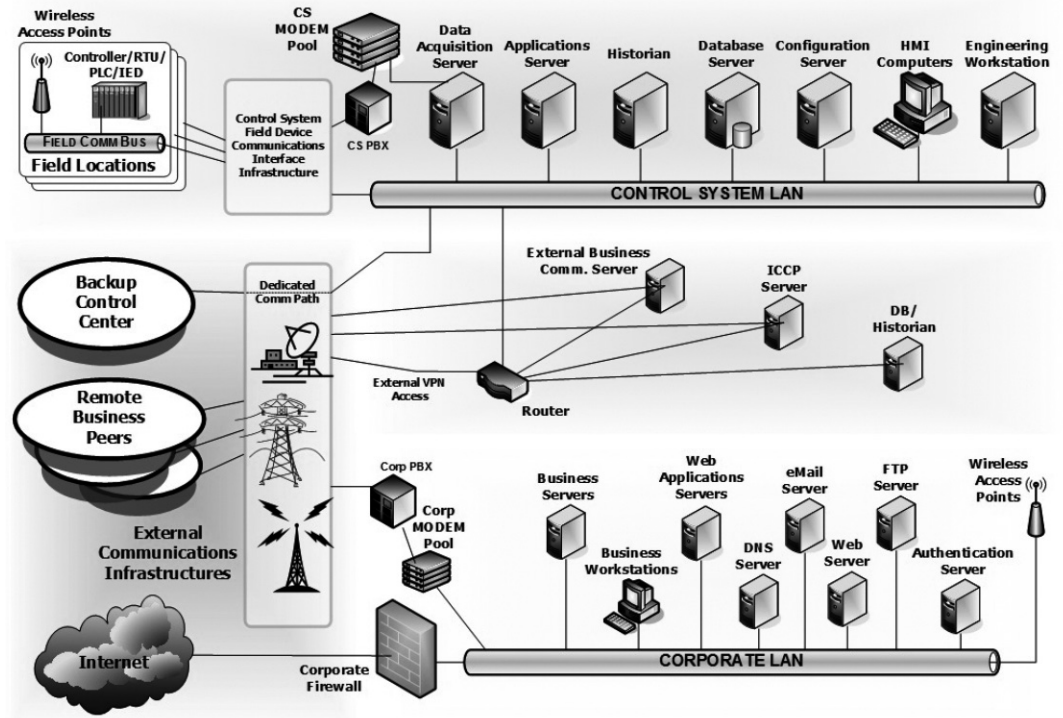 Wireless
Access Points
Controller/RTU/
PLC/IED
FIELD COMM BUS
Field Locations
Control System
Field Device
Communications
Interface
Infrastructure
CS
MODEM
Pool
CS PBX
Data
Acquisition
Server
Applications
Server
Historian
Database
Server
Configuration
Server
HMI
Computers
Engineering
Workstation
CONTROL SYSTEM LAN
Backup
Control
Center
Dedicated
Comm Path
External Business
Comm. Server
ICCP
Server
DB/
Historian
External VPN
Access
Router
Remote
Business
Peers
External
Communications
Infrastructures
Corp PBX
Corp
MODEM
Pool
Business
Servers
Business
Workstations
Web
Applications
Servers
DNS
Server
eMail
Server
Web
Server
FTP
Server
Authentication
Server
Wireless
Access
Points
Internet
Corporate
Firewall
CORPORATE LAN